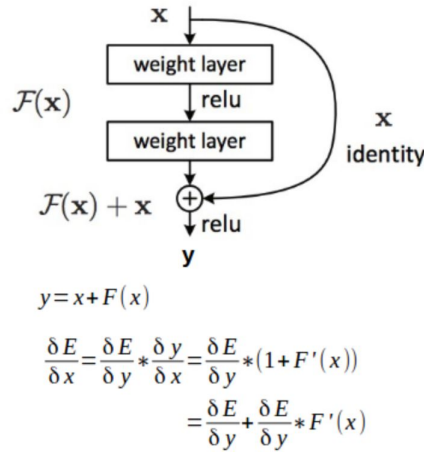 x
weight layer
F(x)
relu
x
weight layer
identity
F(x) + x
relu
y
y=x+F(x)
δE/δx=δE/δy*δy/δx=δE/δy*(1+F'(x))
=δE/δy+δE/δy*F'(x)